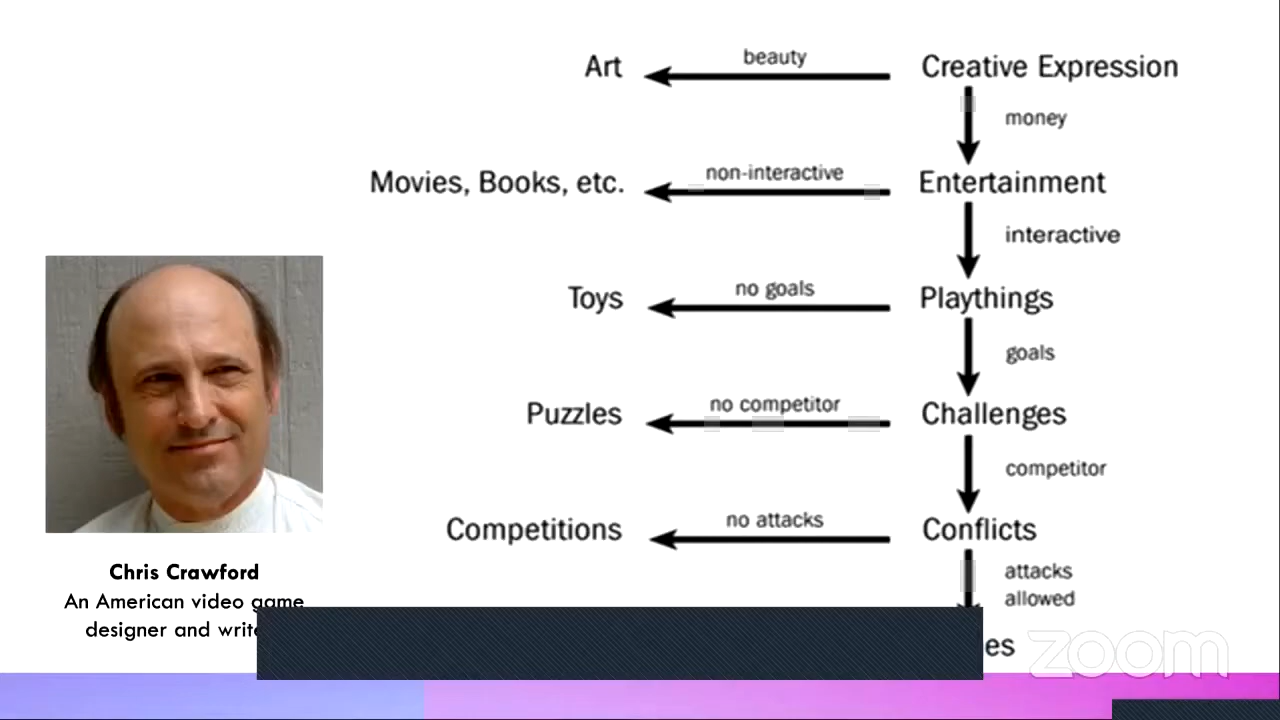 Art
beauty
Creative Expression
money
Movies, Books, etc.
non-interactive
Entertainment
interactive
Toys
no goals
Playthings
goals
Puzzles
no competitor
Challenges
competitor
Competitions
no attacks
Conflicts
attacks
allowed
Chris Crawford
An American video game
designer and write
es
zoom